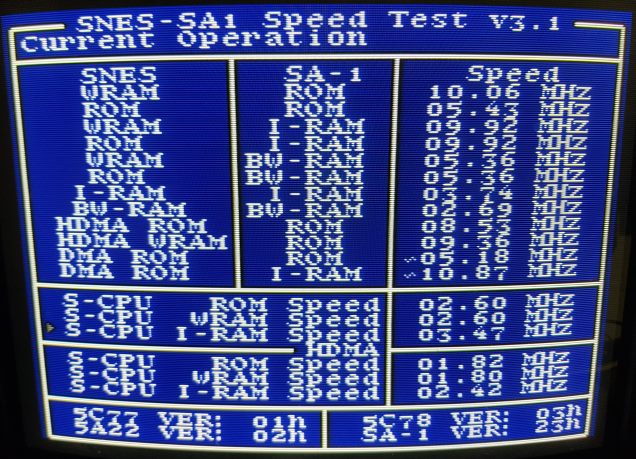 SNES-SA1 Speed Test v3.1
Current Operation
SNES SA-1 Speed
WRAM ROM 10.06 MHZ
ROM ROM 05.43 MHZ
WRAM I-RAM 09.92 MHZ
ROM I-RAM 09.92 MHZ
WRAM BW-RAM 05.36 MHZ
ROM BW-RAM 05.36 MHZ
I-RAM I-RAM 03.74 MHZ
BW-RAM BW-RAM 02.69 MHZ
HDMA ROM ROM 08.53 MHZ
HDMA WRAM ROM 09.36 MHZ
DMA ROM ROM ~05.18 MHZ
DMA ROM I-RAM ~10.87 MHZ
S-CPU ROM Speed 02.60 MHZ
S-CPU WRAM Speed 02.60 MHZ
S-CPU I-RAM Speed 03.47 MHZ
HDMA
S-CPU ROM Speed 01.82 MHZ
S-CPU WRAM Speed 01.80 MHZ
S-CPU I-RAM Speed 02.42 MHZ
5C77 VER: 01h 5C78 VER: 03h
5A22 VER: 02h SA-1 VER: 23h